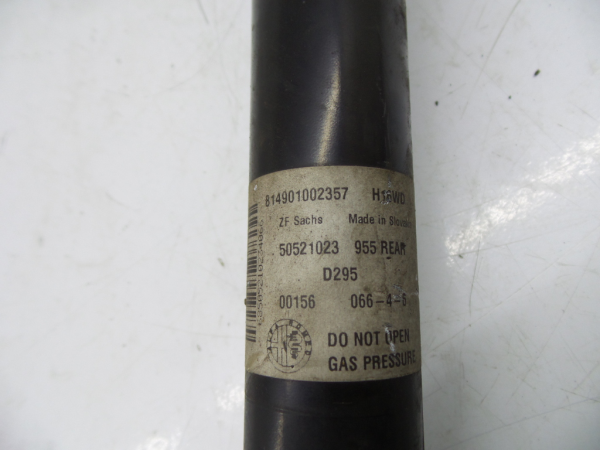 814901002357 H16WD
ZF Sachs Made in
50521023 955 REAR
D295
00156 066-4-6
DO NOT OPEN
GAS PRESSURE